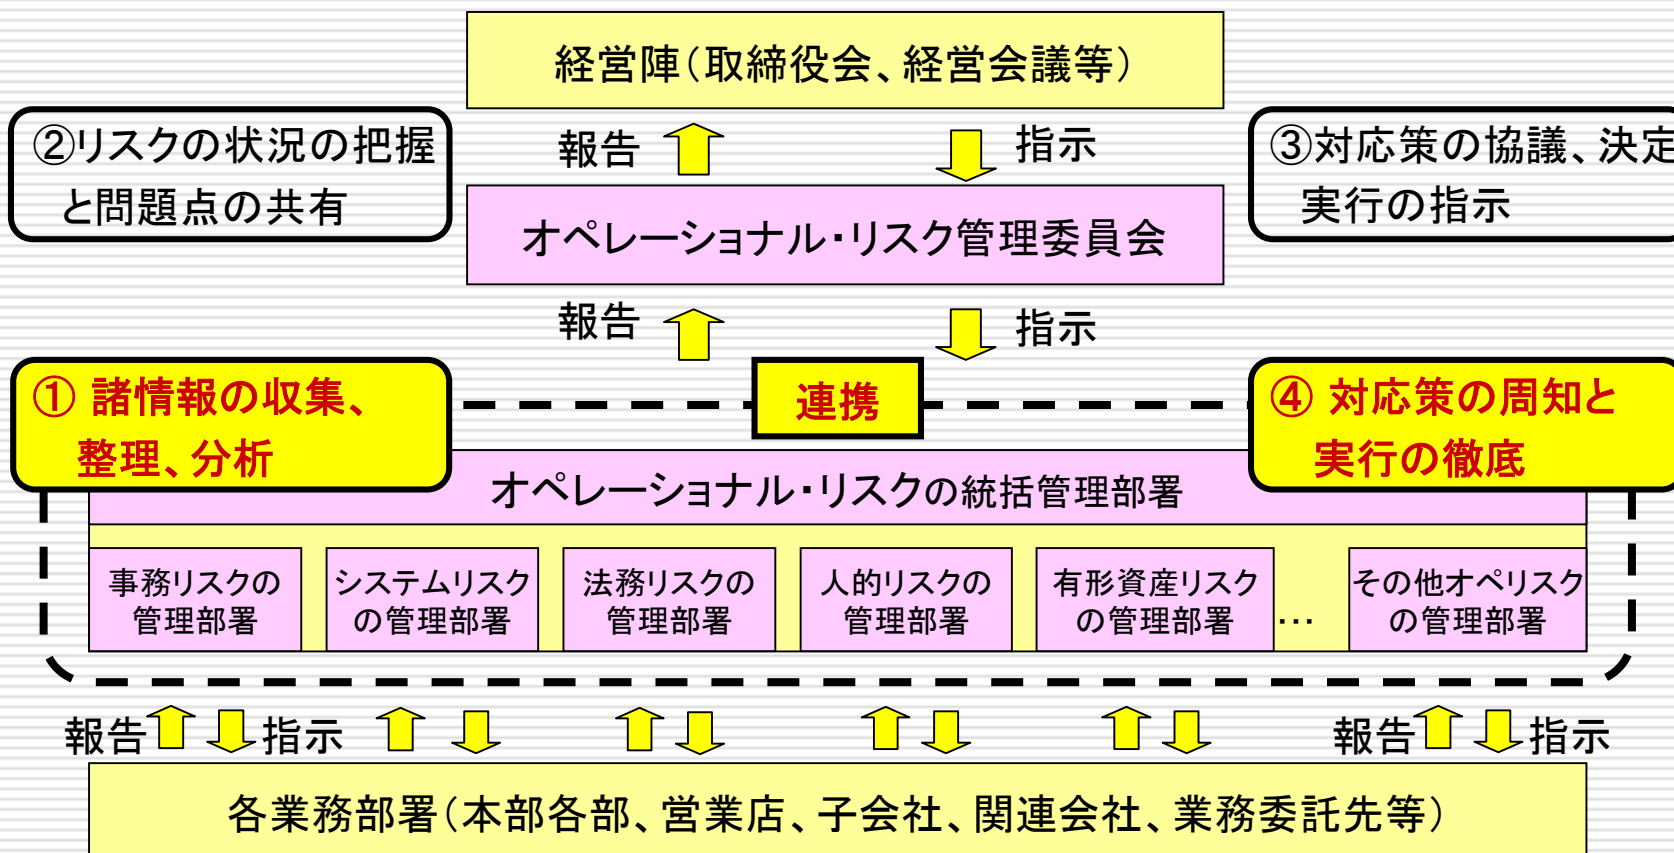 経営陣(取締役会、経営会議等)
②リスクの状況の把握
と問題点の共有
報告
指示
③対応策の協議、決定
実行の指示
オペレーショナル・リスク管理委員会
報告
指示
① 諸情報の収集、
整理、分析
連携
④ 対応策の周知と
実行の徹底
オペレーショナル・リスクの統括管理部署
事務リスクの
管理部署
システムリスク
の管理部署
法務リスクの
管理部署
人的リスクの
管理部署
有形資産リスク
の管理部署
…
その他オペリスク
の管理部署
報告
指示
報告
指示
各業務部署(本部各部、営業店、子会社、関連会社、業務委託先等)